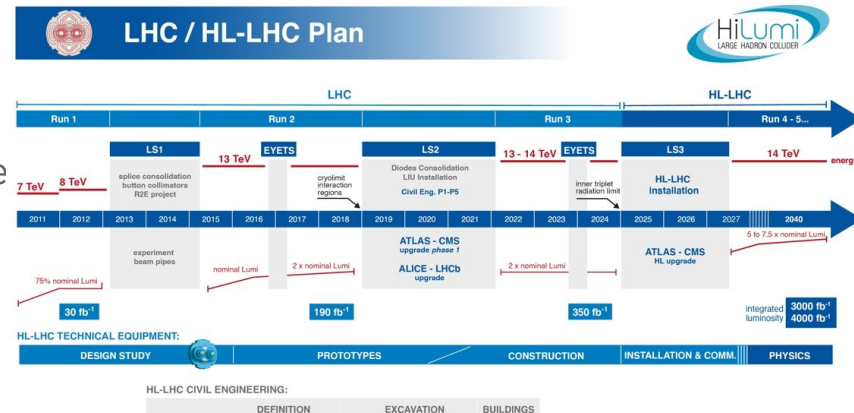 LHC / HL-LHC Plan
HiLumi
LARGE HADRON COLLIDER
LHC HL-LHC
Run 1 Run 2 Run 3 Run 4 - 5...
LS1 EYETS LS2 13 - 14 TeV EYETS LS3 14 TeV
13 TeV energy
7 TeV 8 TeV
splice consolidation
button collimators
R2E project
cryolimit
interaction
regions
Diodes Consolidation
LIU Installation
Civil Eng. P1-P5
inner triplet
radiation limit
HL-LHC
installation
2011 2012 2013 2014 2015 2016 2017 2018 2019 2020 2021 2022 2023 2024 2025 2026 2027 2040
5 to 7.5 x nominal Lumi
experiment
beam pipes
ATLAS - CMS
upgrade phase 1
ALICE - LHCb
upgrade
ATLAS - CMS
HL upgrade
75% nominal Lumi nominal Lumi 2 x nominal Lumi 2 x nominal Lumi
30 fb-1 190 fb-1 350 fb-1
integrated
luminosity
3000 fb-1
4000 fb-1
HL-LHC TECHNICAL EQUIPMENT:
DESIGN STUDY PROTOTYPES CONSTRUCTION INSTALLATION & COMM. PHYSICS
HL-LHC CIVIL ENGINEERING:
DEFINITION EXCAVATION BUILDINGS